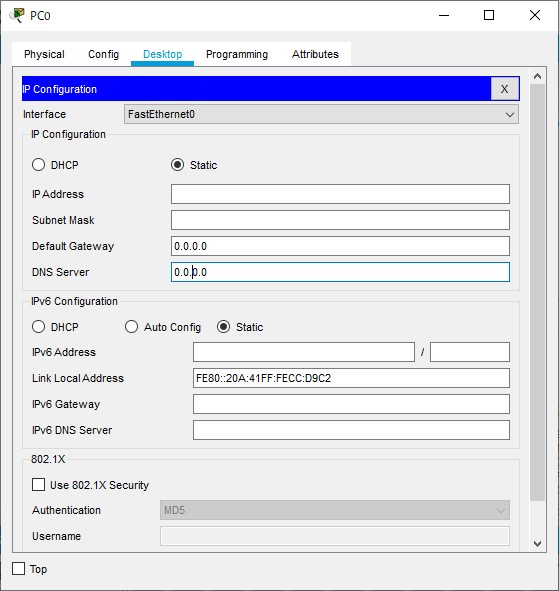 PC0
Physical Config Desktop Programming Attributes
IP Configuration X
Interface FastEthernet0
IP Configuration
DHCP Static
IP Address
Subnet Mask
Default Gateway 0.0.0.0
DNS Server 0.0.0.0
IPv6 Configuration
DHCP Auto Config Static
IPv6 Address /
Link Local Address FE80::20A:41FF:FECC:D9C2
IPv6 Gateway
IPv6 DNS Server
802.1X
Use 802.1X Security
Authentication MD5
Username
Top